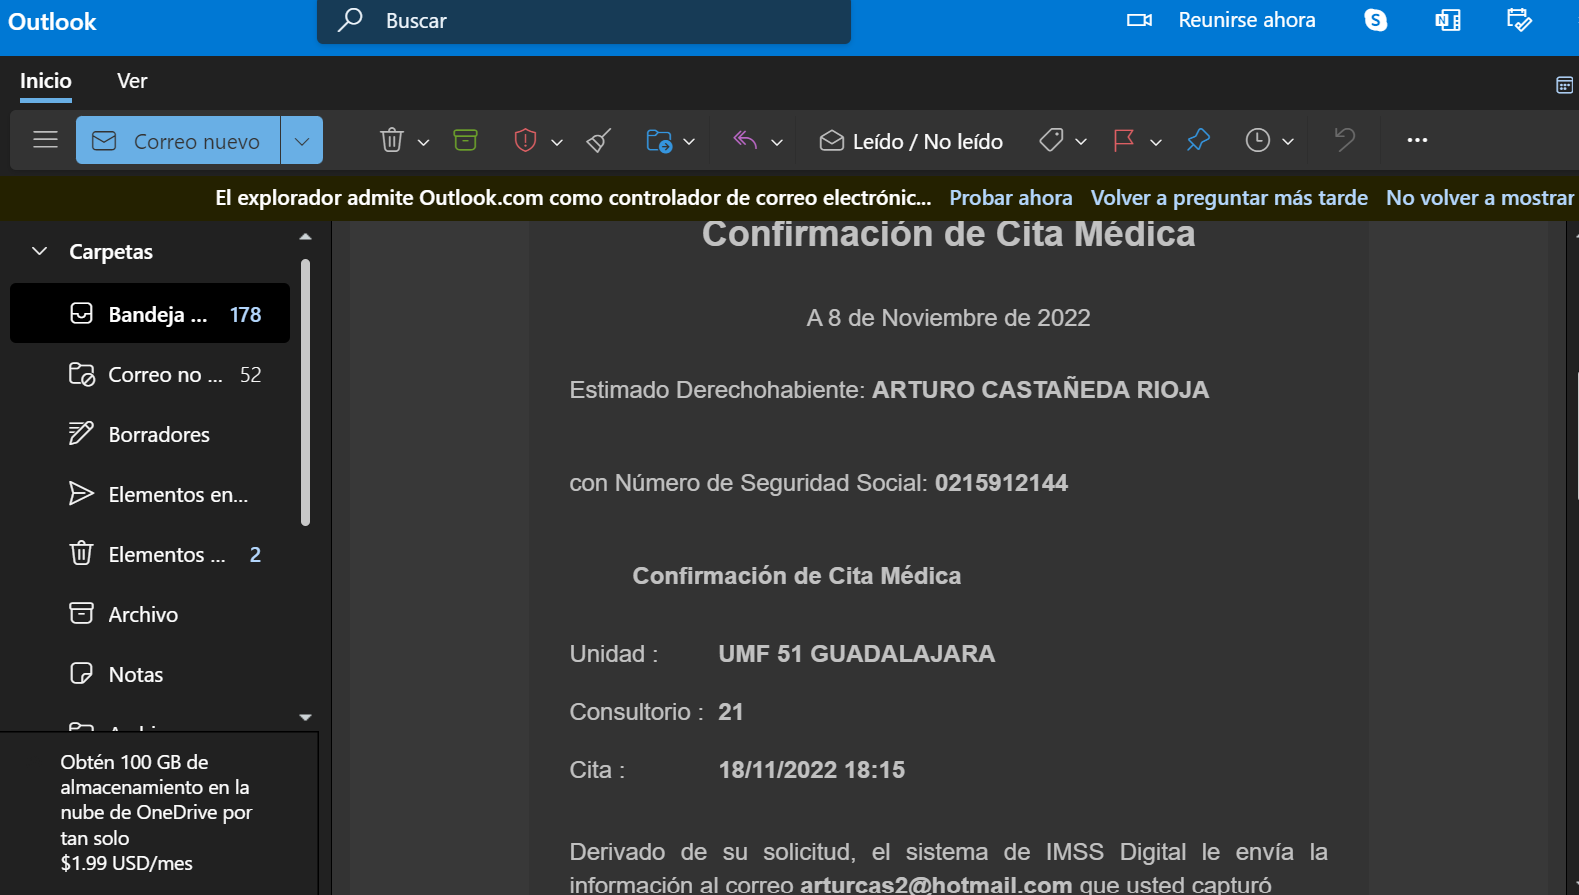 Outlook
Buscar
Reunirse ahora
Inicio
Ver
Correo nuevo
Leído / No leído
El explorador admite Outlook.com como controlador de correo electrónic... Probar ahora Volver a preguntar más tarde No volver a mostrar
Carpetas
Bandeja ... 178
Correo no ... 52
Borradores
Elementos en...
Elementos ... 2
Archivo
Notas
Obtén 100 GB de
almacenamiento en la
nube de OneDrive por
tan solo
$1.99 USD/mes
Confirmación de Cita Médica
A 8 de Noviembre de 2022
Estimado Derechohabiente: ARTURO CASTAÑEDA RIOJA
con Número de Seguridad Social: 0215912144
Confirmación de Cita Médica
Unidad : UMF 51 GUADALAJARA
Consultorio : 21
Cita : 18/11/2022 18:15
Derivado de su solicitud, el sistema de IMSS Digital le envía la
información al correo arturcas2@hotmail.com que usted capturó